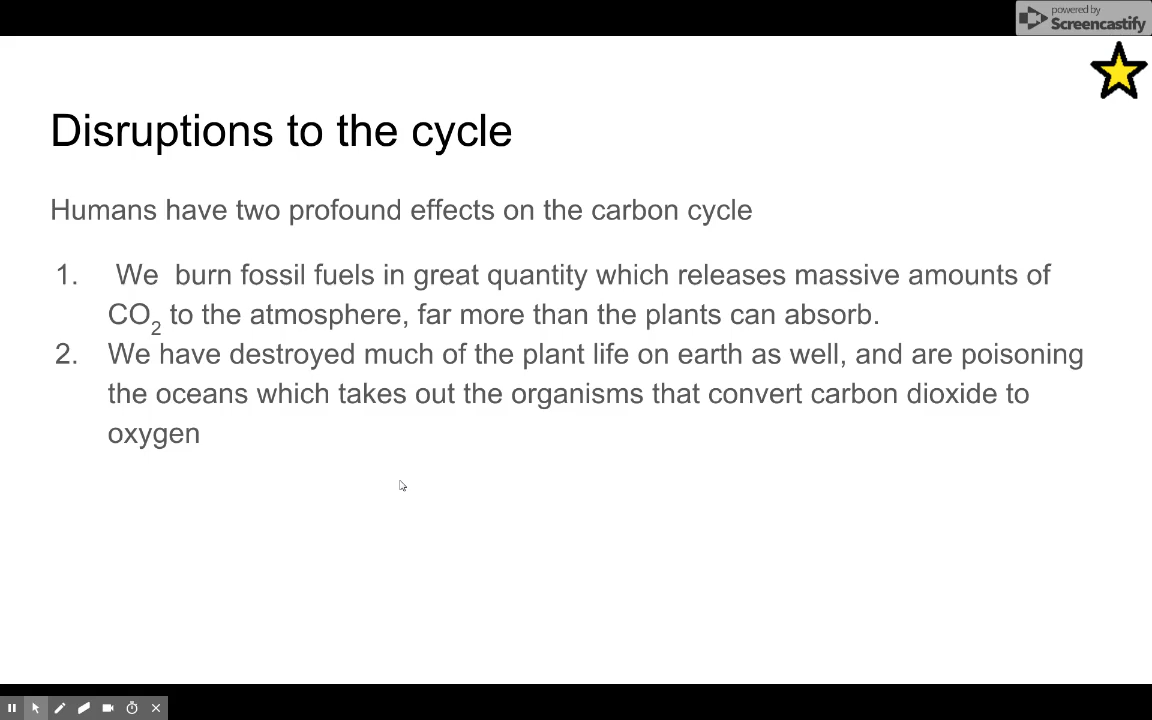 powered by
Screencastify
Disruptions to the cycle
Humans have two profound effects on the carbon cycle
1. We burn fossil fuels in great quantity which releases massive amounts of
CO₂ to the atmosphere, far more than the plants can absorb.
2. We have destroyed much of the plant life on earth as well, and are poisoning
the oceans which takes out the organisms that convert carbon dioxide to
oxygen